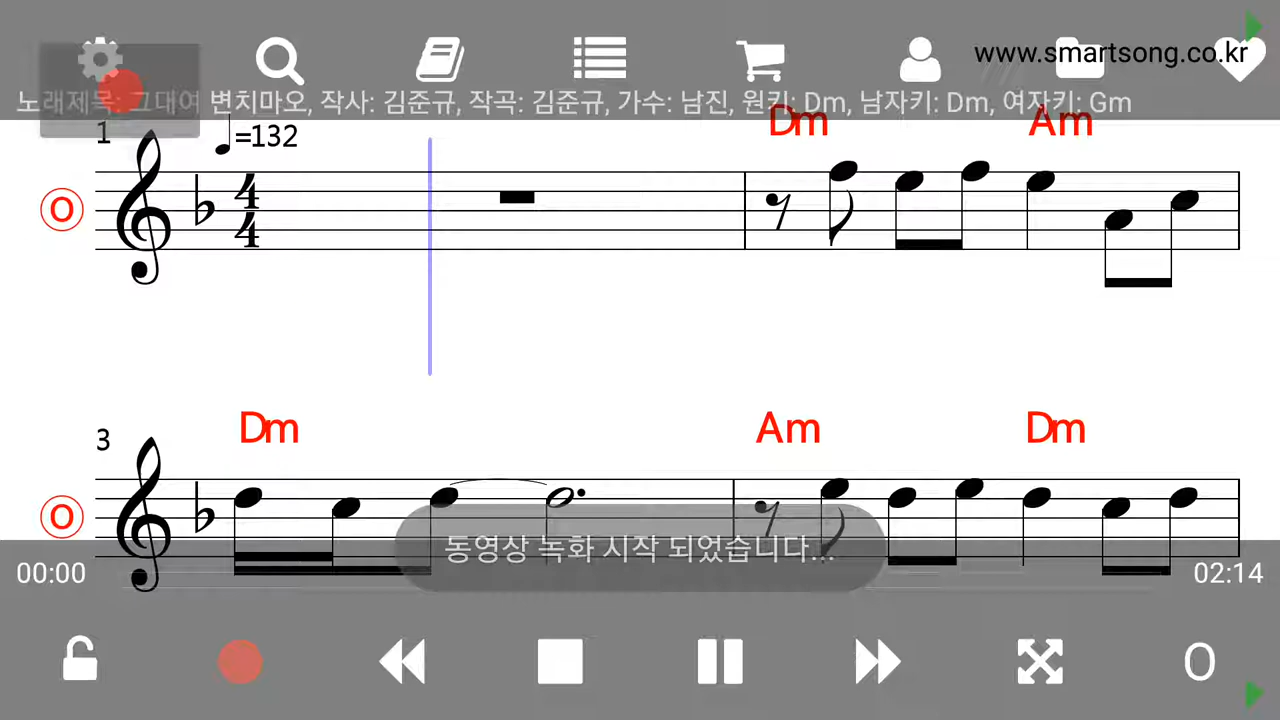 www.smartsong.co.kr
노래제목: 그대여 변치마오, 작사: 김준규, 작곡: 김준규, 가수: 남진, 원키: Dm, 남자키: Dm, 여자키: Gm
Dm Am
1 =132
4
4
O
Dm Am Dm
3
O
동영상 녹화 시작 되었습니다...
00:00 02:14
O